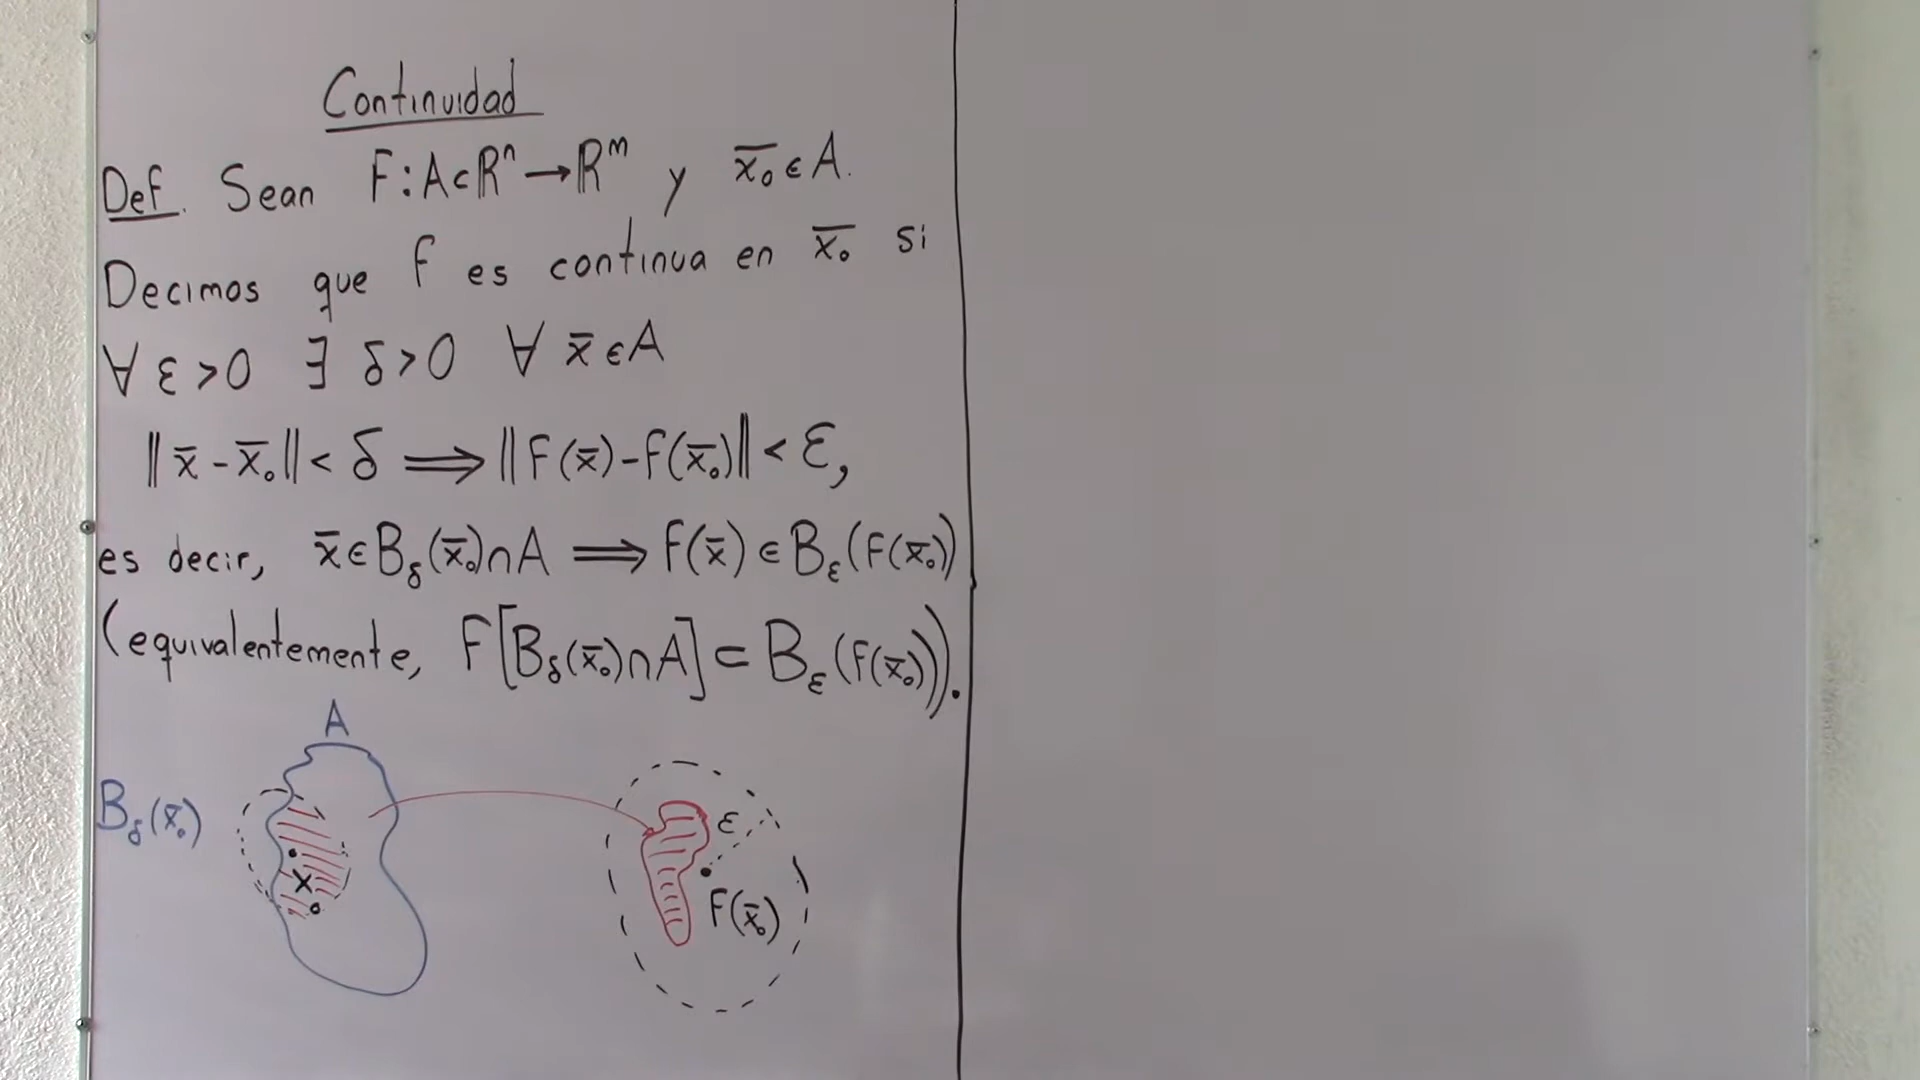 Continuidad
Def. Sean f:A⊂ℝⁿ→ℝᵐ y x̄₀∈A.
Decimos que f es continua en x̄₀ si
∀ ε>0 ∃ δ>0 ∀ x̄∈A
‖x̄-x̄₀‖<δ ⟹ ‖f(x̄)-f(x̄₀)‖<ε,
es decir, x̄∈B_δ(x̄₀)∩A ⟹ f(x̄)∈B_ε(f(x̄₀))
(equivalentemente, f[B_δ(x̄₀)∩A]⊂B_ε(f(x̄₀))).
A
B_δ(x̄₀)
ε
x₀
f(x̄₀)